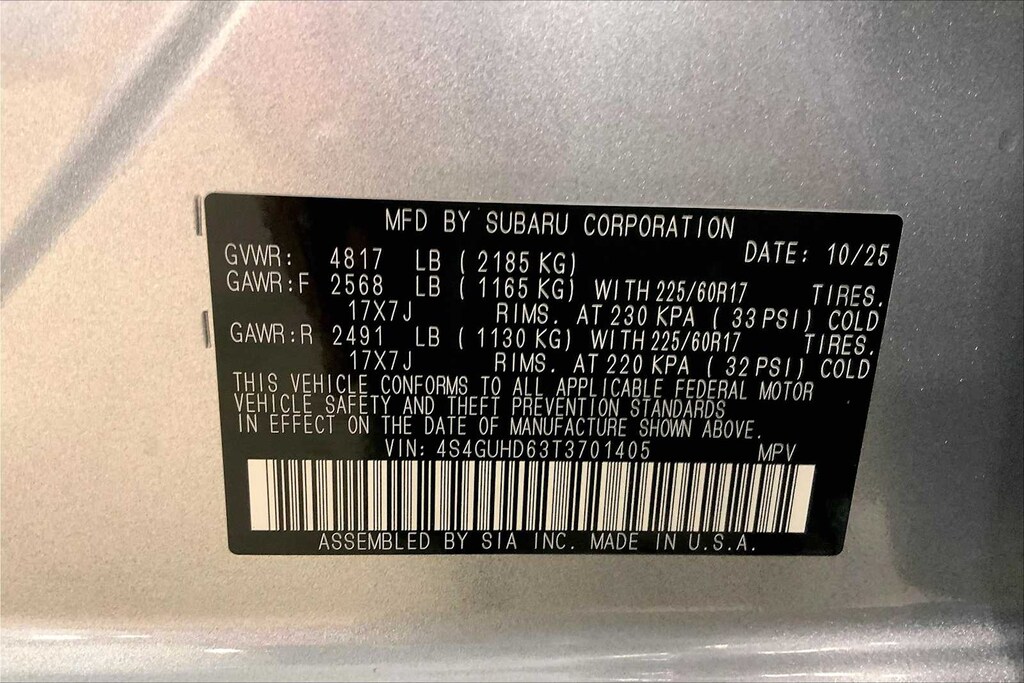 MFD BY SUBARU CORPORATION
DATE: 10/25
GVWR: 4817 LB ( 2185 KG)
GAWR:F 2568 LB ( 1165 KG) WITH 225/60R17 TIRES.
17X7J RIMS. AT 230 KPA ( 33 PSI) COLD
GAWR:R 2491 LB ( 1130 KG) WITH 225/60R17 TIRES.
17X7J RIMS. AT 220 KPA ( 32 PSI) COLD
THIS VEHICLE CONFORMS TO ALL APPLICABLE FEDERAL MOTOR
VEHICLE SAFETY AND THEFT PREVENTION STANDARDS
IN EFFECT ON THE DATE OF MANUFACTURE SHOWN ABOVE.
VIN: 4S4GUHD63T3701405 MPV
ASSEMBLED BY SIA INC. MADE IN U.S.A.